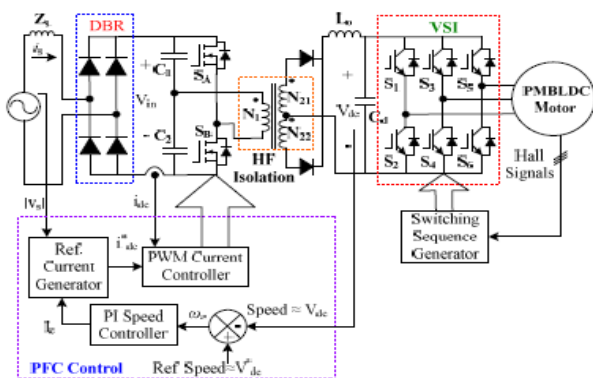 Zs
DBR
is
Vin
+
C1
-
C2
SA
SB
N1
N21
N22
HF
Isolation
Lo
+
Vdc
-
Cd
VSI
S1
S3
S5
S2
S4
S6
PMBLDC
Motor
Hall
Signals
Switching
Sequence
Generator
|vs|
idc
Ref.
Current
Generator
i*dc
PWM Current
Controller
PI Speed
Controller
-
+
Speed ≈ Vdc
Ref Speed≈V*dc
PFC Control